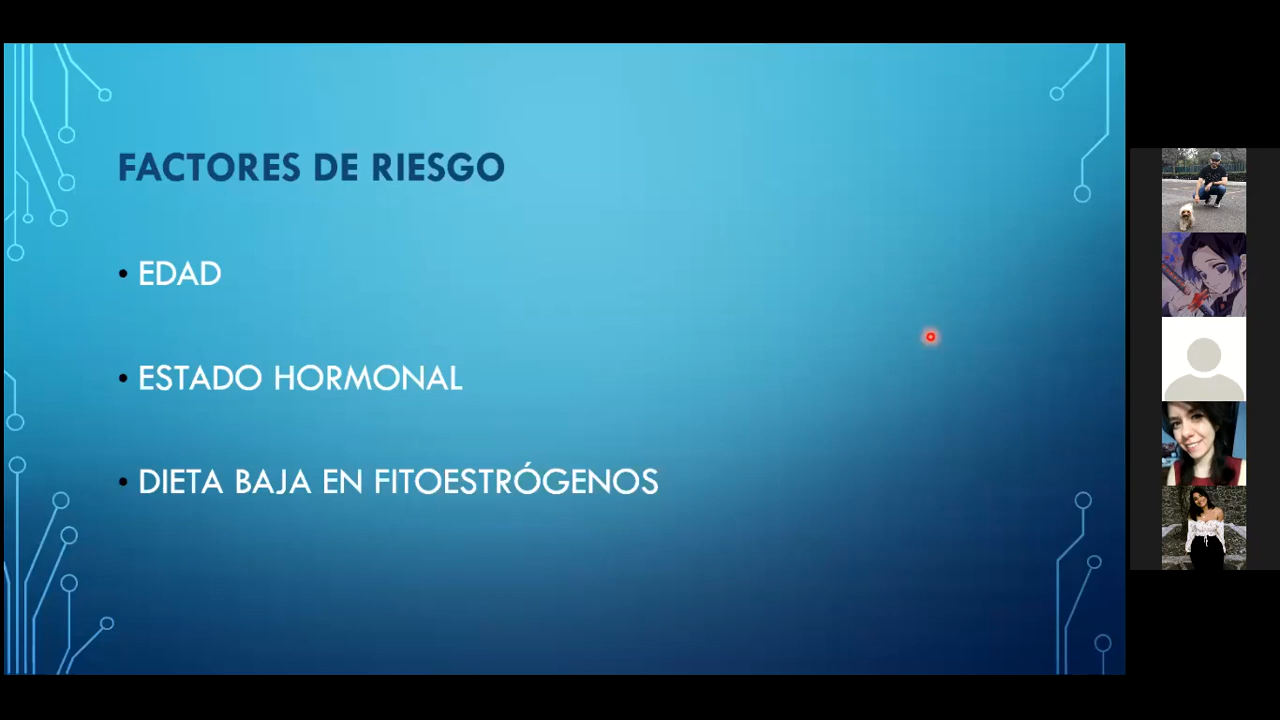 FACTORES DE RIESGO
• EDAD
• ESTADO HORMONAL
• DIETA BAJA EN FITOESTRÓGENOS